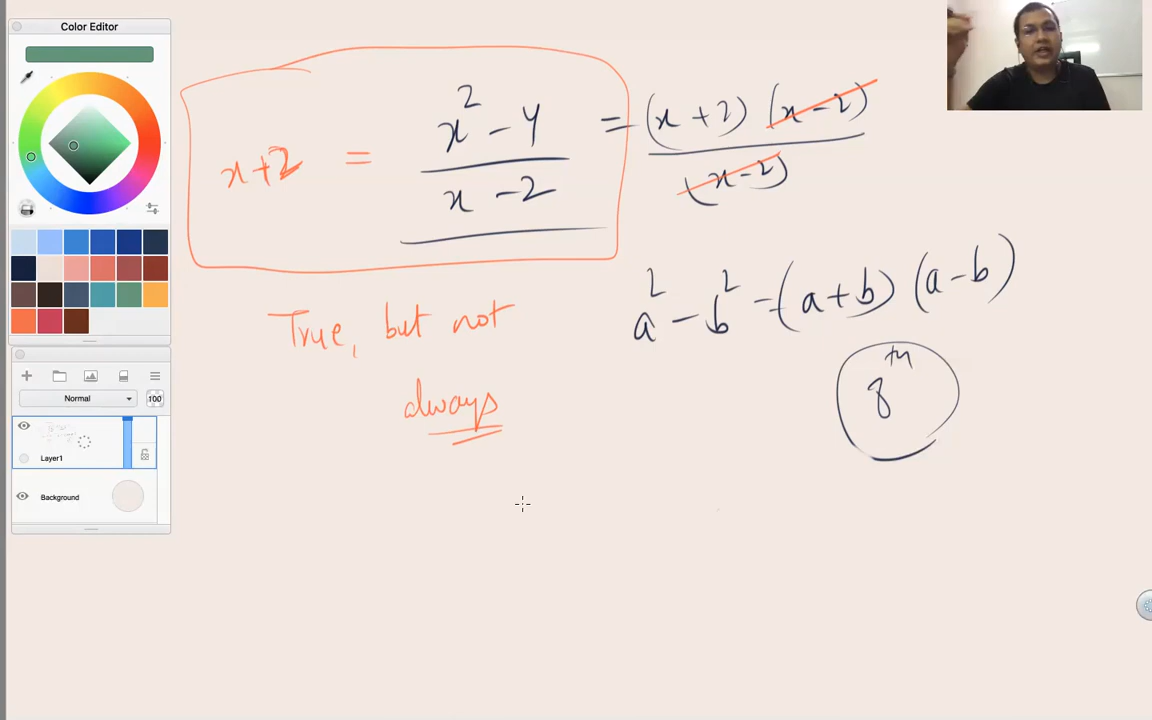 Color Editor
x+2 = x² - 4 / x - 2 = (x+2) (x-2) / (x-2)
a² - b² = (a+b) (a-b)
True, but not
always
8th
Normal
100
Layer1
Background